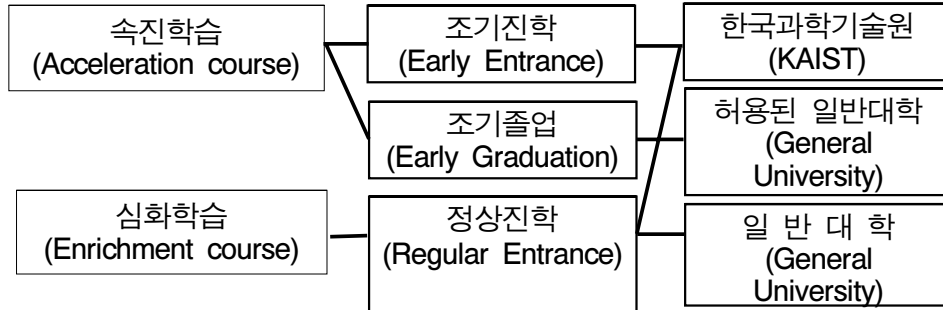 속진학습
(Acceleration course)
조기진학
(Early Entrance)
한국과학기술원
(KAIST)
조기졸업
(Early Graduation)
허용된 일반대학
(General
University)
심화학습
(Enrichment course)
정상진학
(Regular Entrance)
일 반 대 학
(General
University)